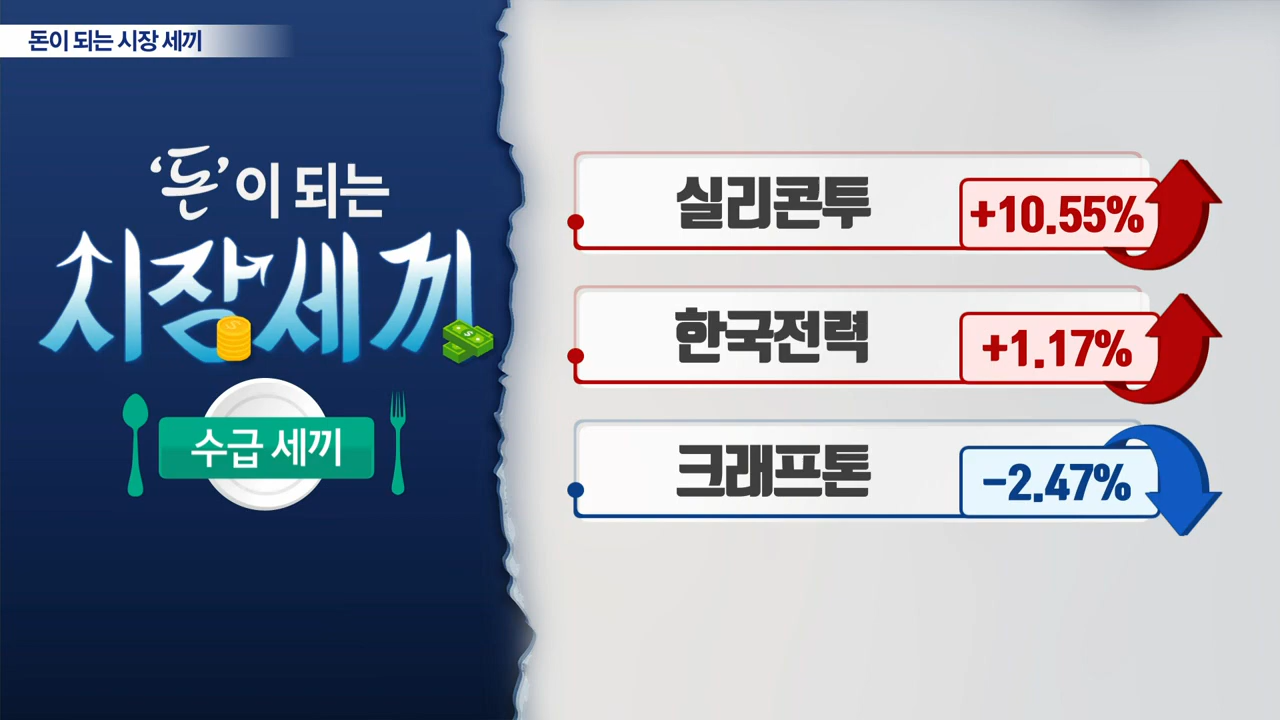 돈이 되는 시장 세끼
‘돈’이 되는
시장세끼
수급 세끼
실리콘투
+10.55%
한국전력
+1.17%
크래프톤
-2.47%